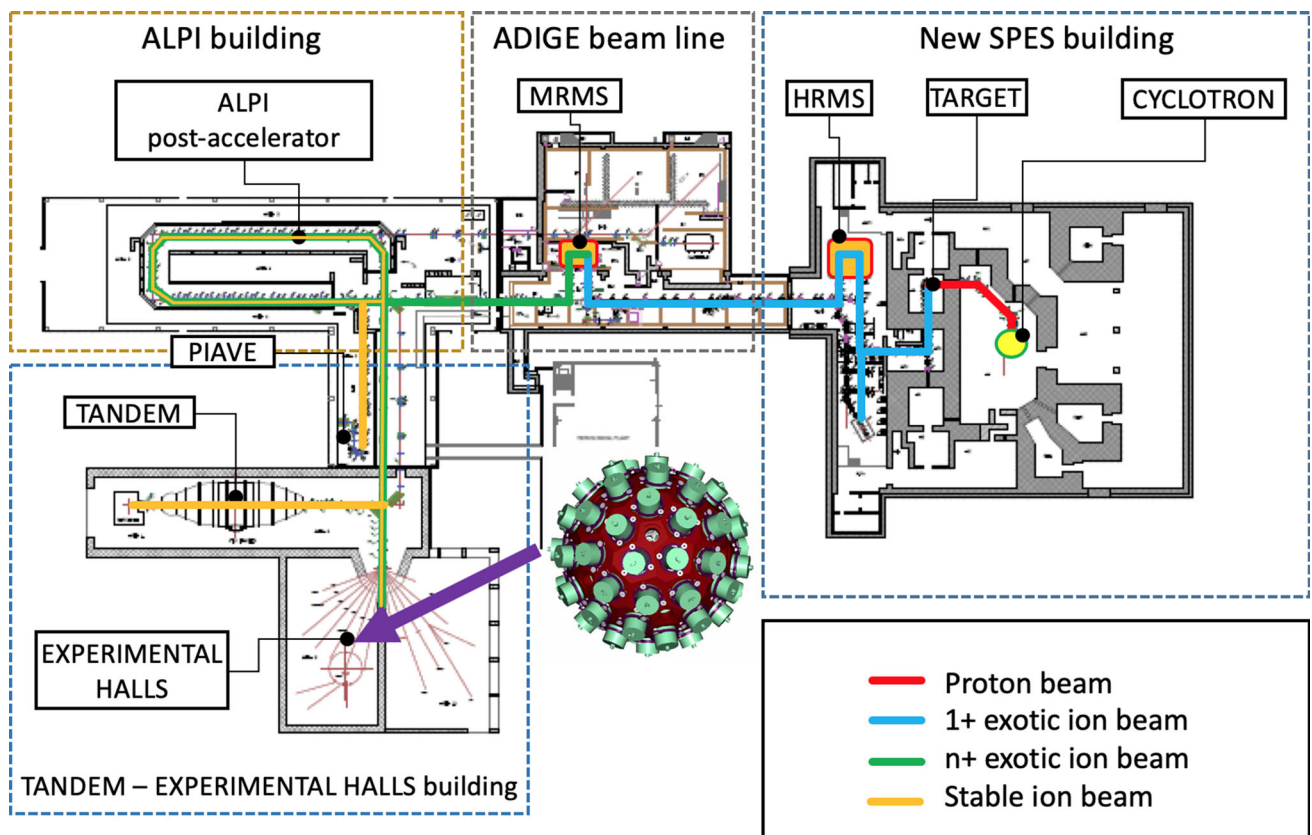 ALPI building
ADIGE beam line
New SPES building
ALPI
post-accelerator
MRMS
HRMS
TARGET
CYCLOTRON
PIAVE
TANDEM
EXPERIMENTAL
HALLS
TANDEM – EXPERIMENTAL HALLS building
Proton beam
1+ exotic ion beam
n+ exotic ion beam
Stable ion beam